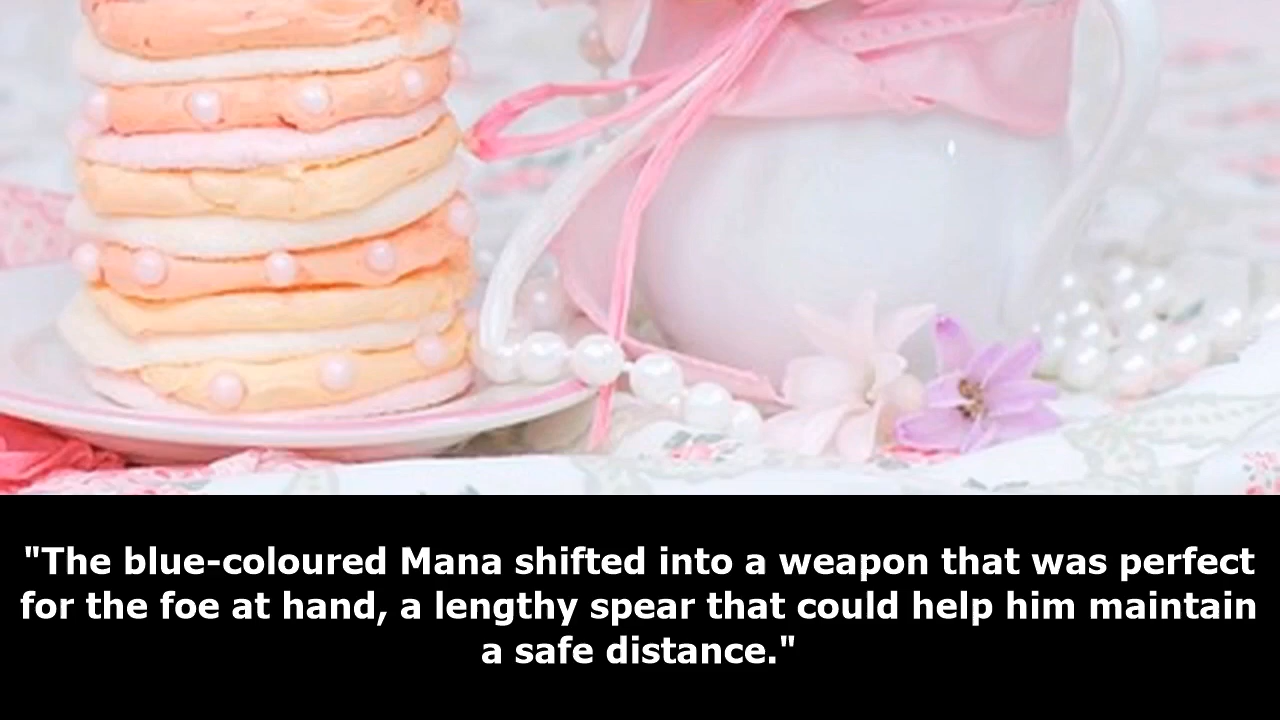 "The blue-coloured Mana shifted into a weapon that was perfect
for the foe at hand, a lengthy spear that could help him maintain
a safe distance."